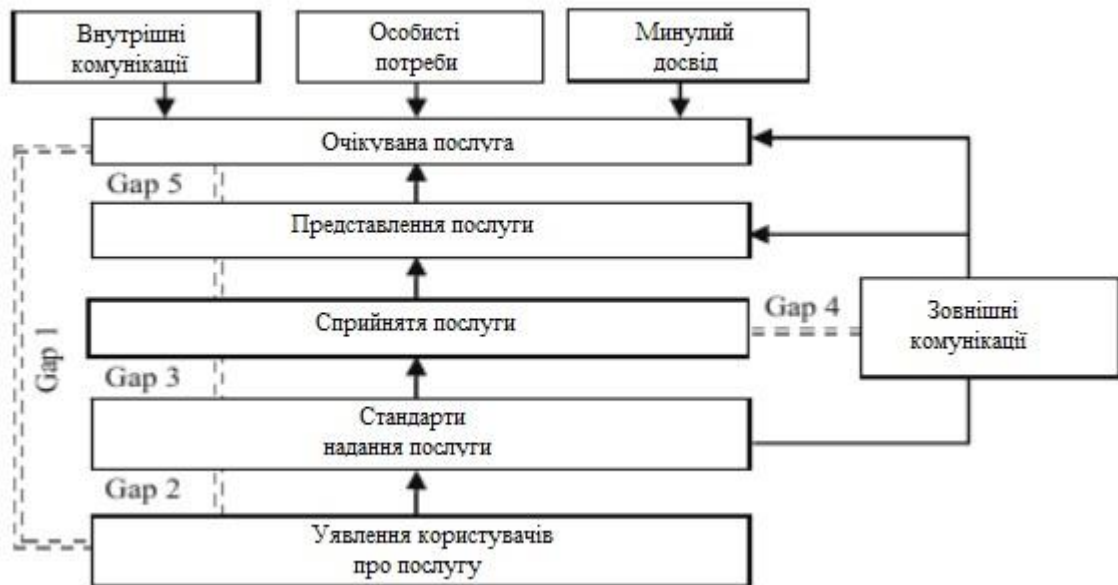 Внутрішні
комунікації
Особисті
потреби
Минулий
досвід
Очікувана послуга
Gap 5
Представлення послуги
Gap 1
Сприйнятя послуги
Gap 4
Зовнішні
комунікації
Gap 3
Стандарти
надання послуги
Gap 2
Уявлення користувачів
про послугу